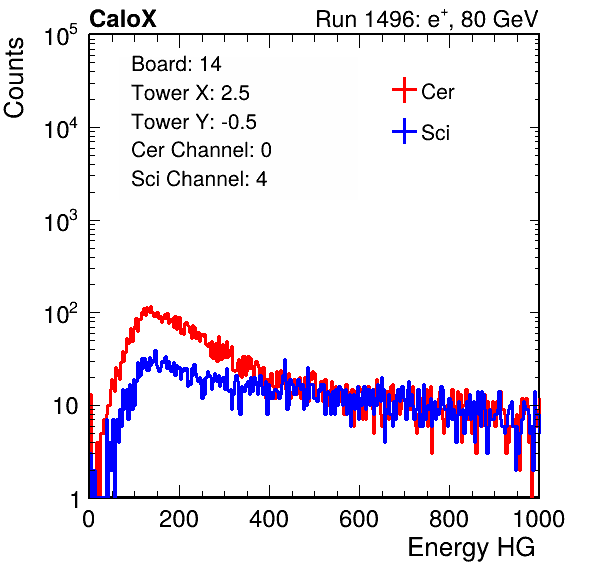 CaloX Run 1496: e⁺, 80 GeV
Counts
Board: 14
Tower X: 2.5
Tower Y: -0.5
Cer Channel: 0
Sci Channel: 4
Cer
Sci
10⁵
10⁴
10³
10²
10
1
0 200 400 600 800 1000
Energy HG